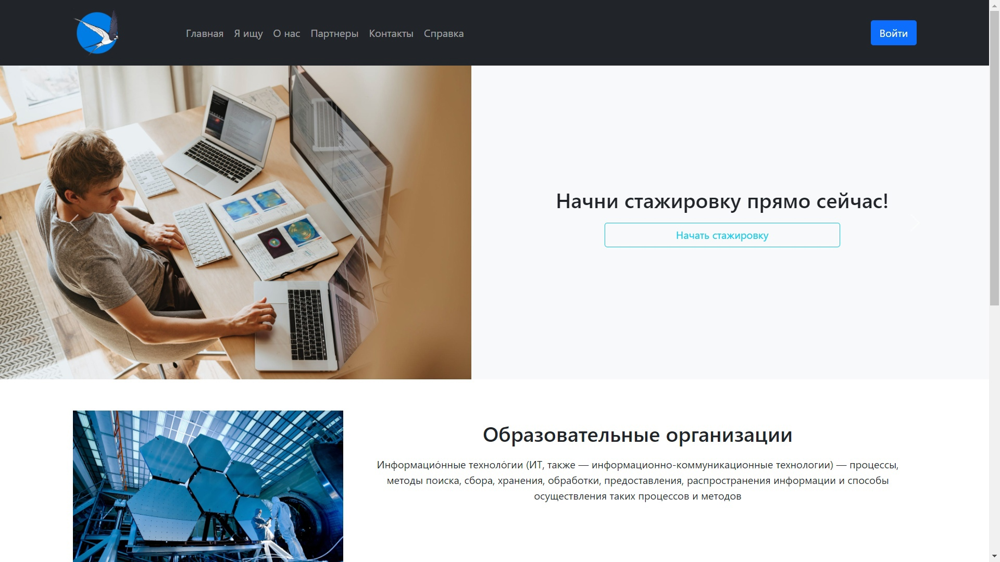 Главная
Я ищу
О нас
Партнеры
Контакты
Справка
Войти
Начни стажировку прямо сейчас!
Начать стажировку
Образовательные организации
Информацио́нные техноло́гии (ИТ, также — информационно-коммуникационные технологии) — процессы,
методы поиска, сбора, хранения, обработки, предоставления, распространения информации и способы
осуществления таких процессов и методов